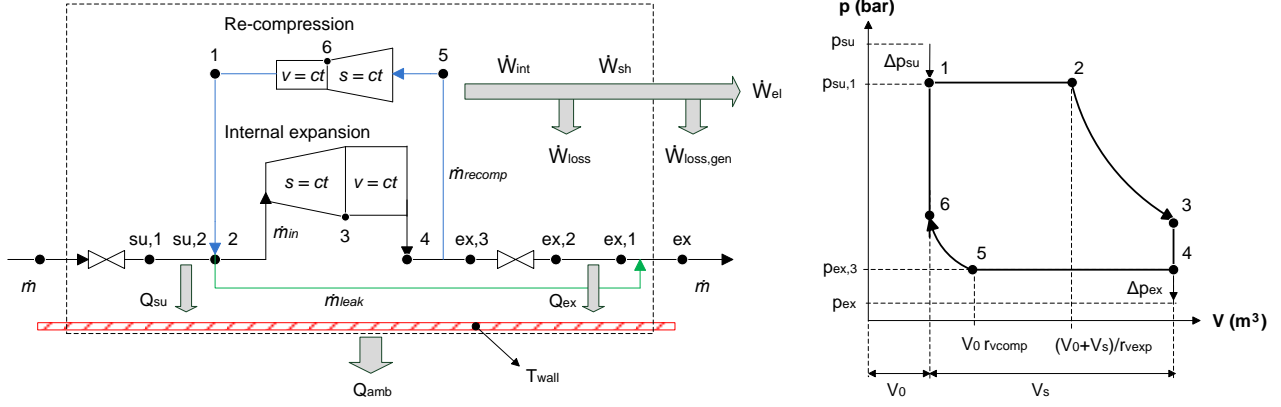 Re-compression
1
6
5
v = ct
s = ct
Ẇint
Ẇsh
Ẇel
Ẇloss
Ẇloss,gen
Internal expansion
s = ct
v = ct
ṁrecomp
ṁin
3
su,1
su,2
2
4
ex,3
ex,2
ex,1
ex
ṁ
Qsu
ṁleak
Qex
ṁ
Qamb
Twall
p (bar)
psu
Δpsu
psu,1
1
2
6
3
5
4
pex,3
Δpex
pex
V (m³)
V0 rvcomp
(V0+Vs)/rvexp
V0
Vs